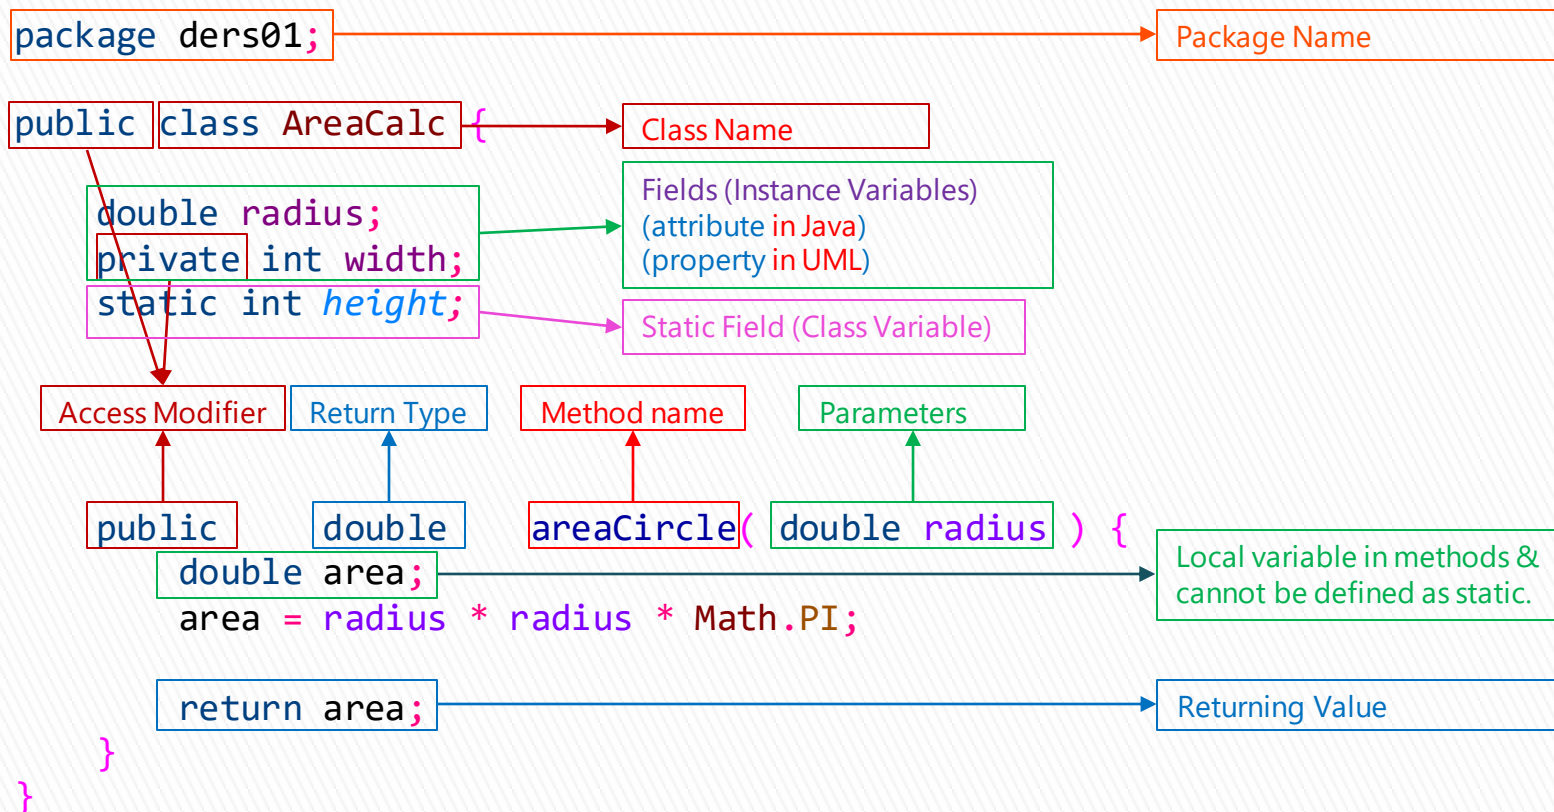 package ders01;
Package Name
public class AreaCalc {
Class Name
double radius;
private int width;
static int height;
Fields (Instance Variables)
(attribute in Java)
(property in UML)
Static Field (Class Variable)
Access Modifier
Return Type
Method name
Parameters
public double areaCircle( double radius ) {
double area;
Local variable in methods &
cannot be defined as static.
area = radius * radius * Math.PI;
return area;
Returning Value
}
}